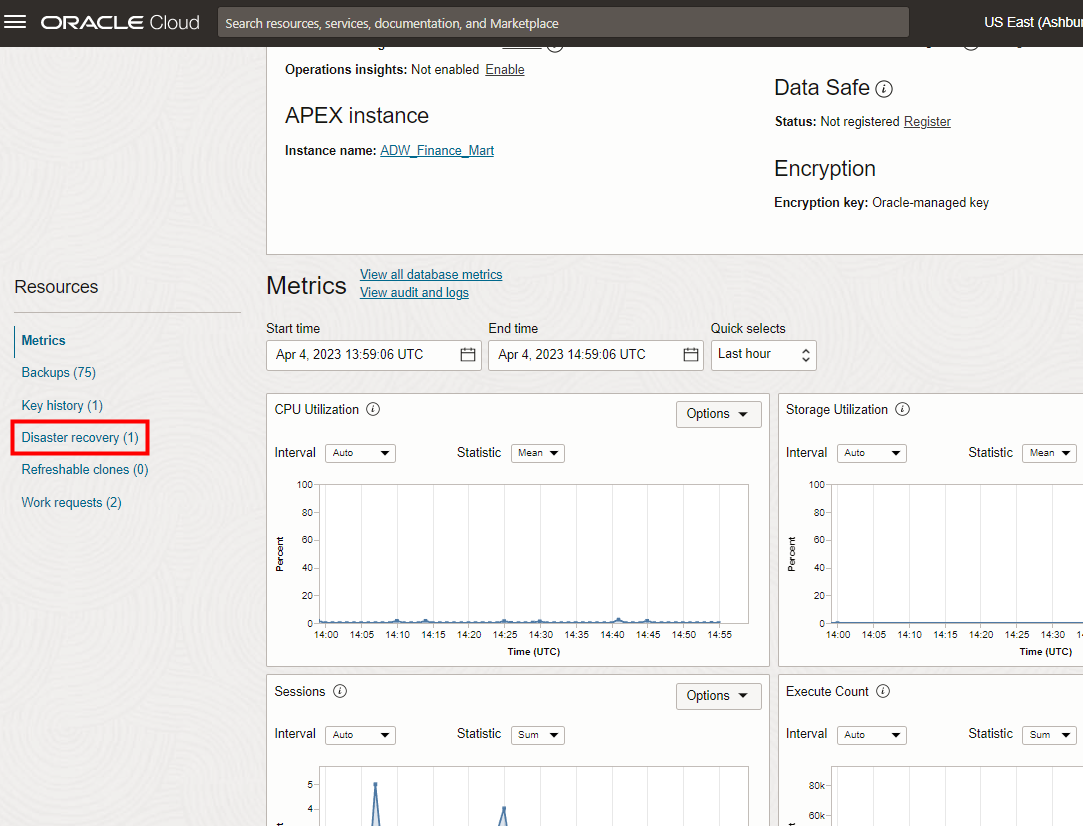 ORACLE Cloud
Search resources, services, documentation, and Marketplace
US East (Ashbur
Operations insights: Not enabled Enable
APEX instance
Instance name: ADW_Finance_Mart
Data Safe
Status: Not registered Register
Encryption
Encryption key: Oracle-managed key
Resources
Metrics
Backups (75)
Key history (1)
Disaster recovery (1)
Refreshable clones (0)
Work requests (2)
Metrics
View all database metrics
View audit and logs
Start time
End time
Quick selects
Apr 4, 2023 13:59:06 UTC
Apr 4, 2023 14:59:06 UTC
Last hour
CPU Utilization
Options
Interval Auto
Statistic Mean
Percent
100
80
60
40
20
0
14:00 14:05 14:10 14:15 14:20 14:25 14:30 14:35 14:40 14:45 14:50 14:55
Time (UTC)
Storage Utilization
Interval Auto
Statistic Mean
Percent
100
80
60
40
20
0
14:00 14:05 14:10 14:15 14:20 14:25 14:30
Time (UTC)
Sessions
Options
Interval Auto
Statistic Sum
5
4
Execute Count
Interval Auto
Statistic Sum
80k
60k